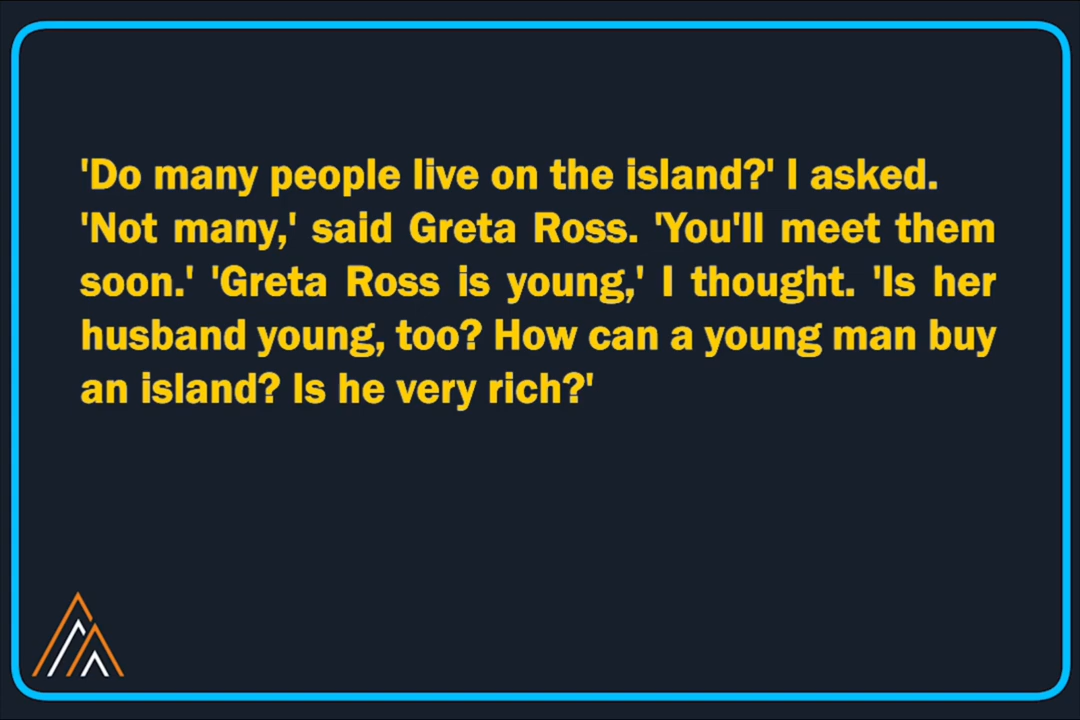 'Do many people live on the island?' I asked.
'Not many,' said Greta Ross. 'You'll meet them
soon.' 'Greta Ross is young,' I thought. 'Is her
husband young, too? How can a young man buy
an island? Is he very rich?'